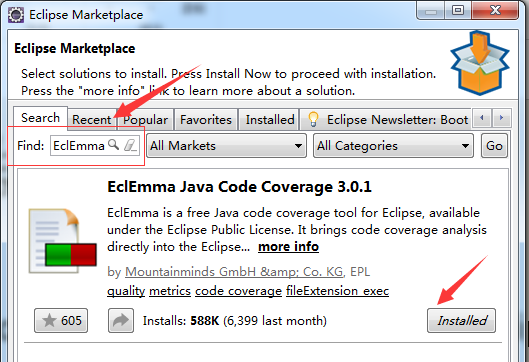 Eclipse Marketplace
Eclipse Marketplace
Select solutions to install. Press Install Now to proceed with installation.
Press the "more info" link to learn more about a solution.
Search Recent Popular Favorites Installed Eclipse Newsletter: Boot
Find: EclEmma All Markets All Categories Go
EclEmma Java Code Coverage 3.0.1
EclEmma is a free Java code coverage tool for Eclipse, available
under the Eclipse Public License. It brings code coverage analysis
directly into the Eclipse... more info
by Mountainminds GmbH &amp; Co. KG, EPL
quality metrics code coverage fileExtension_exec
605 Installs: 588K (6,399 last month) Installed